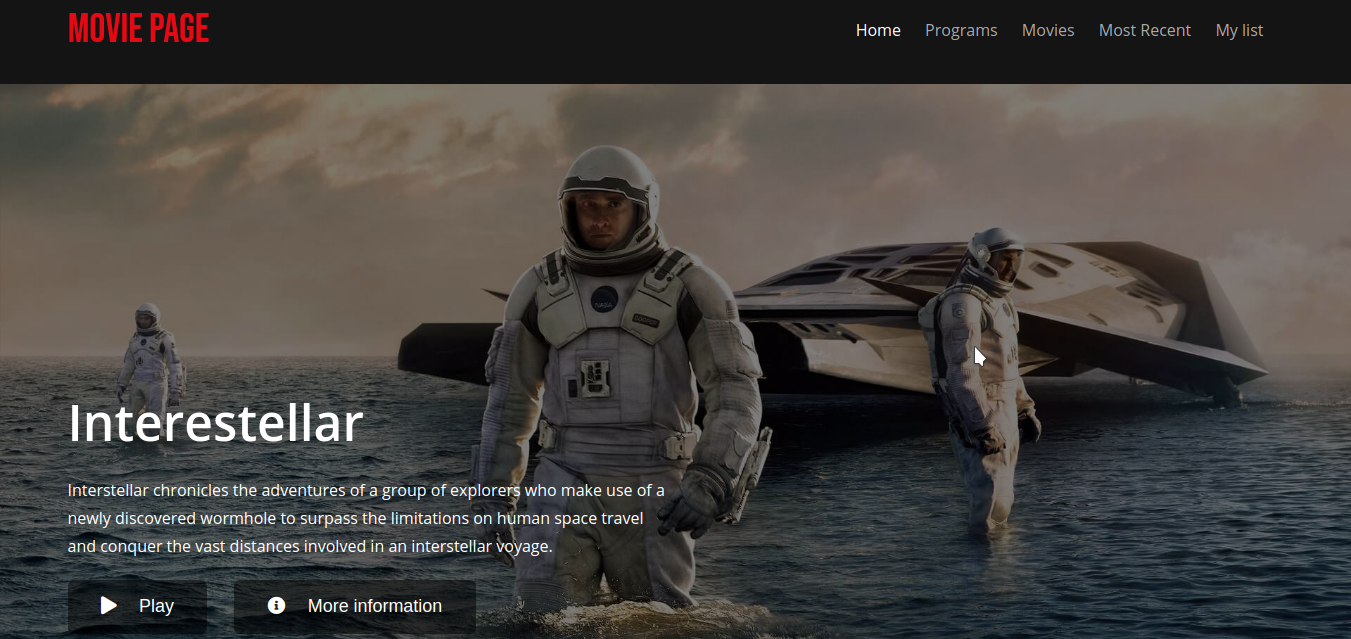 MOVIE PAGE
Home Programs Movies Most Recent My list
Interestellar
Interstellar chronicles the adventures of a group of explorers who make use of a
newly discovered wormhole to surpass the limitations on human space travel
and conquer the vast distances involved in an interstellar voyage.
Play More information